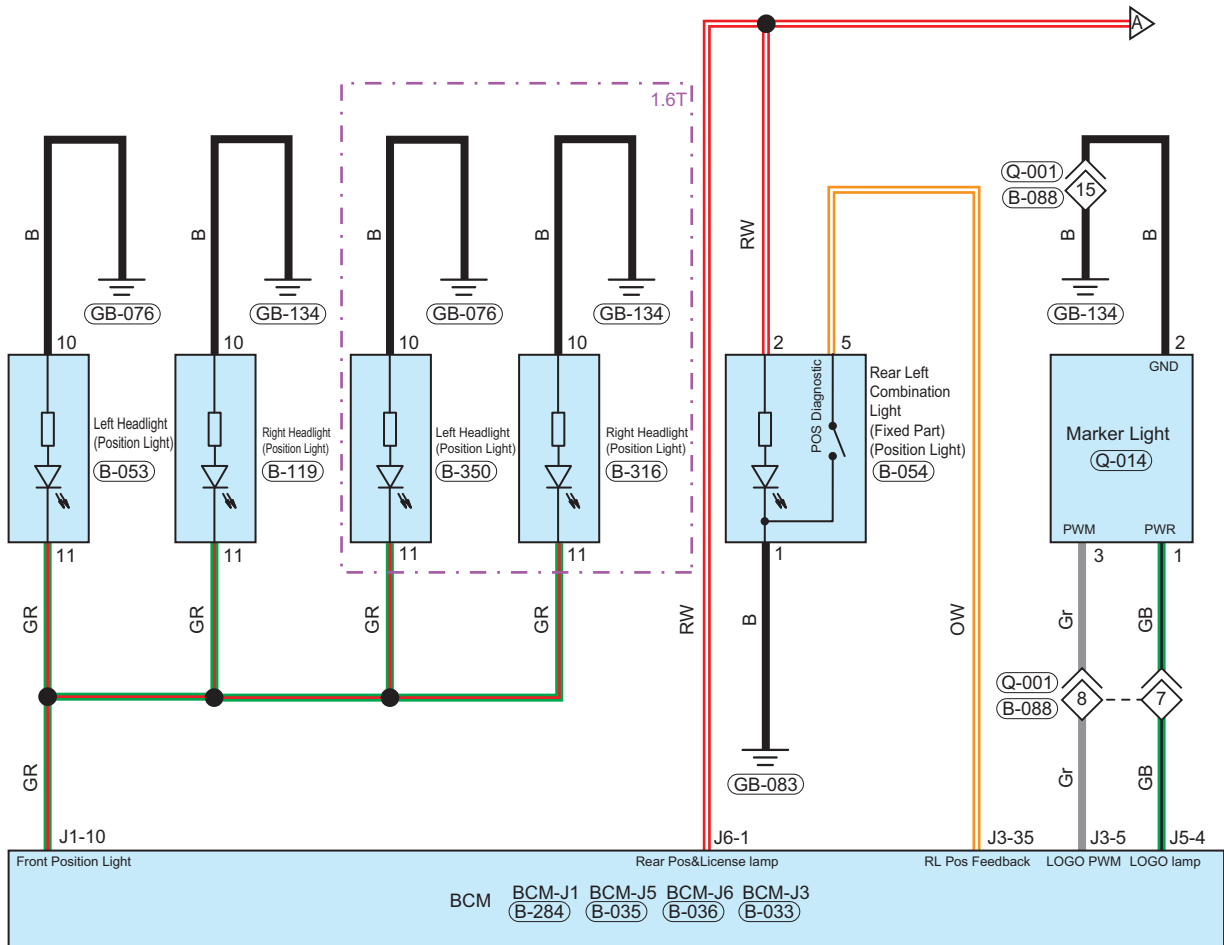 A
1.6T
B
B
B
B
RW
Q-001
B-088
15
B
B
GB-076
GB-134
GB-076
GB-134
GB-134
10
10
10
10
2
5
2
Left Headlight
(Position Light)
B-053
Right Headlight
(Position Light)
B-119
Left Headlight
(Position Light)
B-350
Right Headlight
(Position Light)
B-316
POS Diagnostic
Rear Left
Combination
Light
(Fixed Part)
(Position Light)
B-054
GND
Marker Light
Q-014
PWM
PWR
11
11
11
11
1
3
1
GR
GR
GR
GR
RW
B
OW
Gr
GB
Q-001
B-088
8
7
GR
GB-083
Gr
GB
J1-10
J6-1
J3-35
J3-5
J5-4
Front Position Light
Rear Pos&License lamp
RL Pos Feedback
LOGO PWM
LOGO lamp
BCM
BCM-J1
B-284
BCM-J5
B-035
BCM-J6
B-036
BCM-J3
B-033